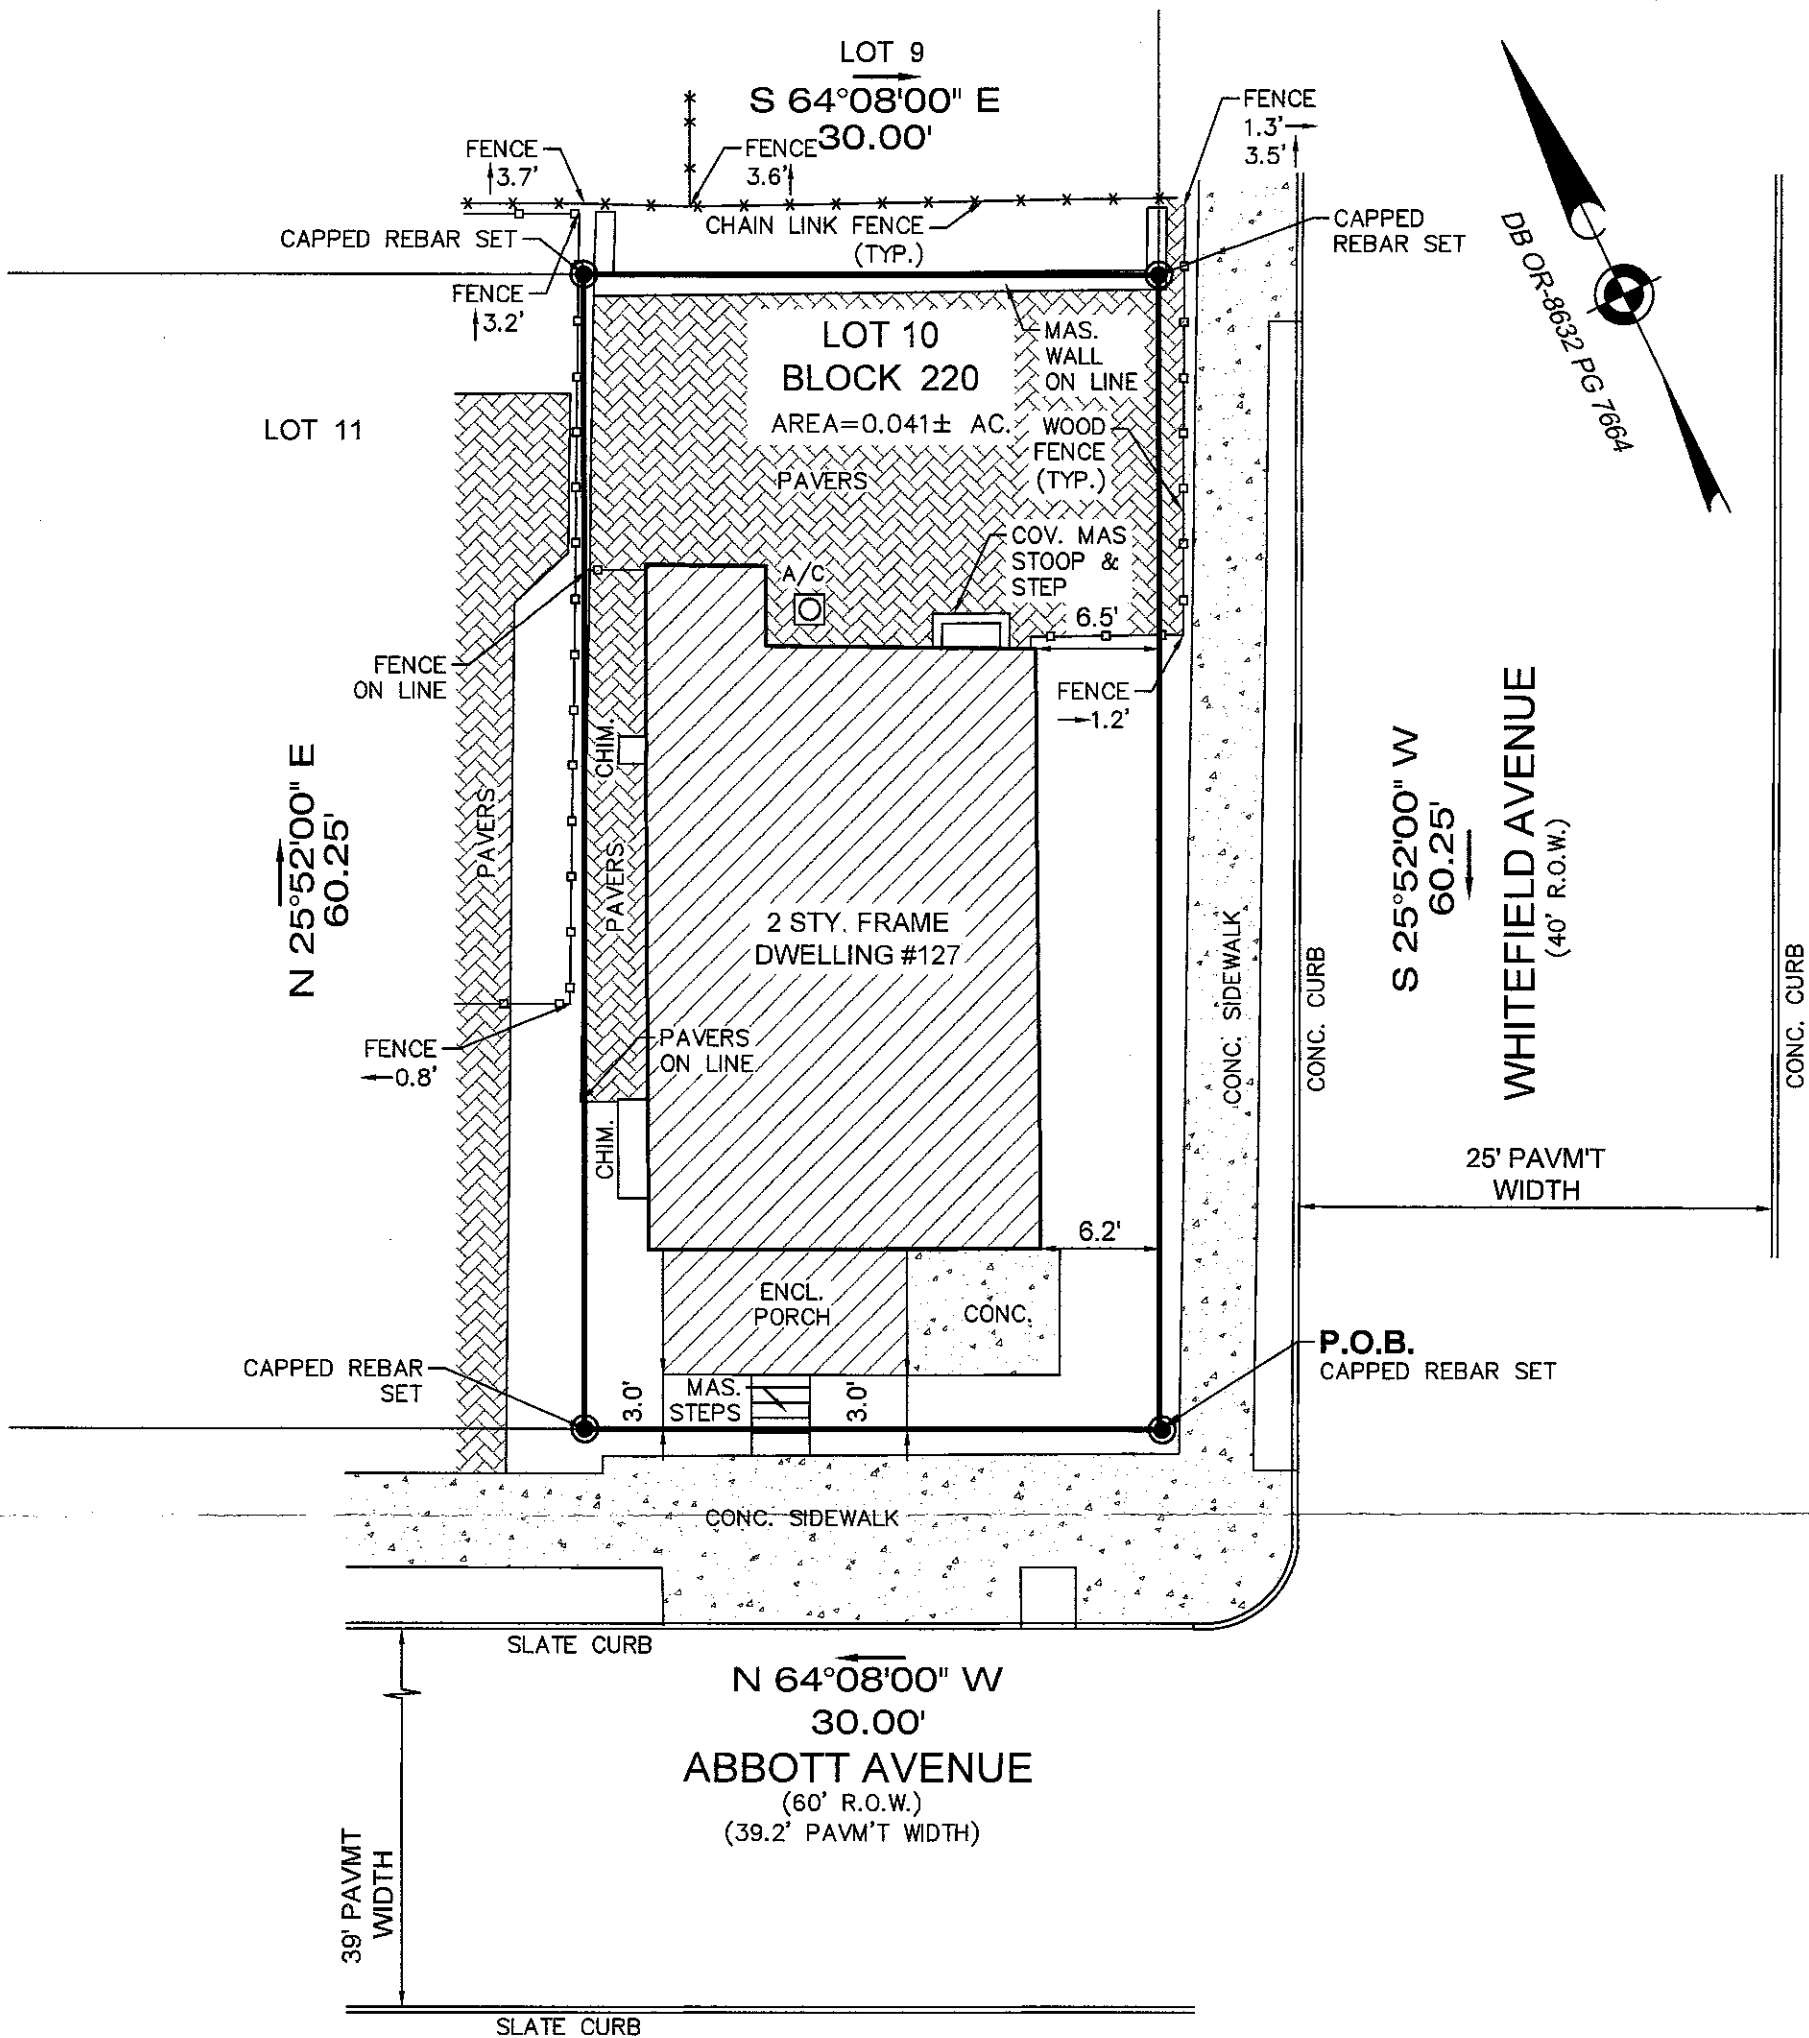 LOT 9
S 64°08'00" E
30.00'
FENCE
3.7'
FENCE
3.6'
FENCE
1.3'
3.5'
CHAIN LINK FENCE
(TYP.)
CAPPED REBAR SET
CAPPED
REBAR SET
FENCE
3.2'
DB OR-8632 PG 7664
LOT 10
BLOCK 220
AREA=0.041± AC.
MAS.
WALL
ON LINE
LOT 11
WOOD
FENCE
(TYP.)
PAVERS
COV. MAS
STOOP &
STEP
A/C
6.5'
FENCE
ON LINE
FENCE
1.2'
N 25°52'00" E
60.25'
PAVERS
CHIM.
PAVERS
2 STY. FRAME
DWELLING #127
CONC. SIDEWALK
CONC. CURB
S 25°52'00" W
60.25'
WHITEFIELD AVENUE
(40' R.O.W.)
CONC. CURB
FENCE
0.8'
PAVERS
ON LINE
CHIM.
25' PAVM'T
WIDTH
6.2'
ENCL.
PORCH
CONC.
P.O.B.
CAPPED REBAR SET
CAPPED REBAR
SET
3.0'
MAS.
STEPS
3.0'
CONC. SIDEWALK
SLATE CURB
N 64°08'00" W
30.00'
ABBOTT AVENUE
(60' R.O.W.)
(39.2' PAVM'T WIDTH)
39' PAVMT
WIDTH
SLATE CURB